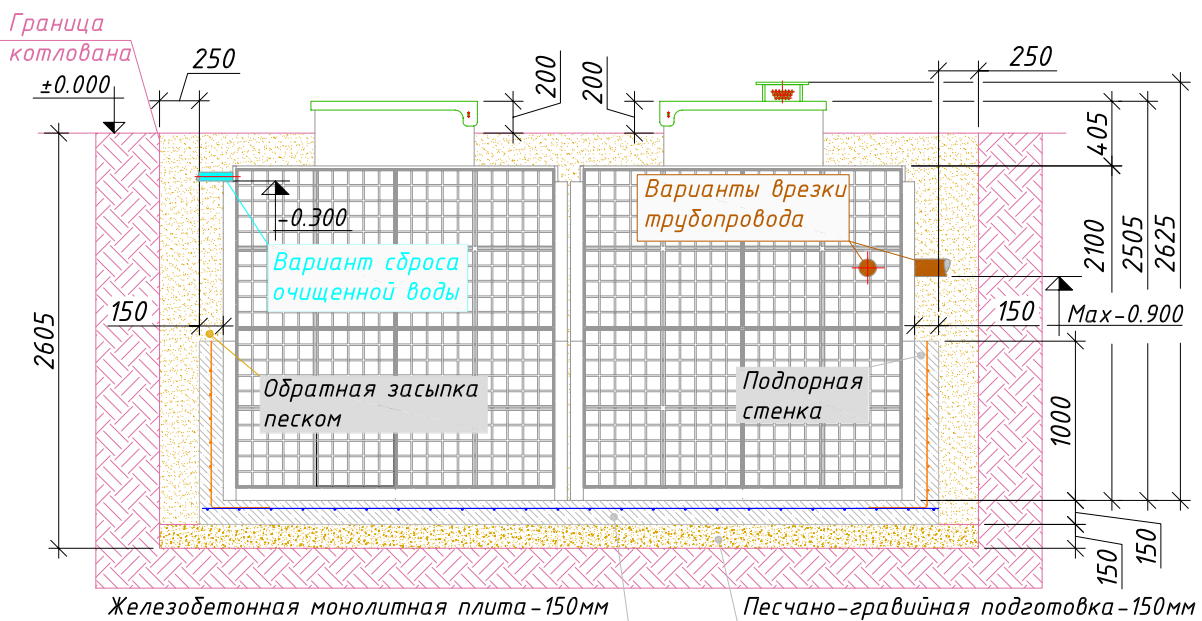 Граница
котлована
±0.000
250
200
200
250
405
2100
2505
2625
-0.300
Варианты врезки
трубопровода
Вариант сброса
очищенной воды
Max-0.900
150
150
2605
Обратная засыпка
песком
Подпорная
стенка
1000
150
150
Железобетонная монолитная плита-150мм
Песчано-гравийная подготовка-150мм